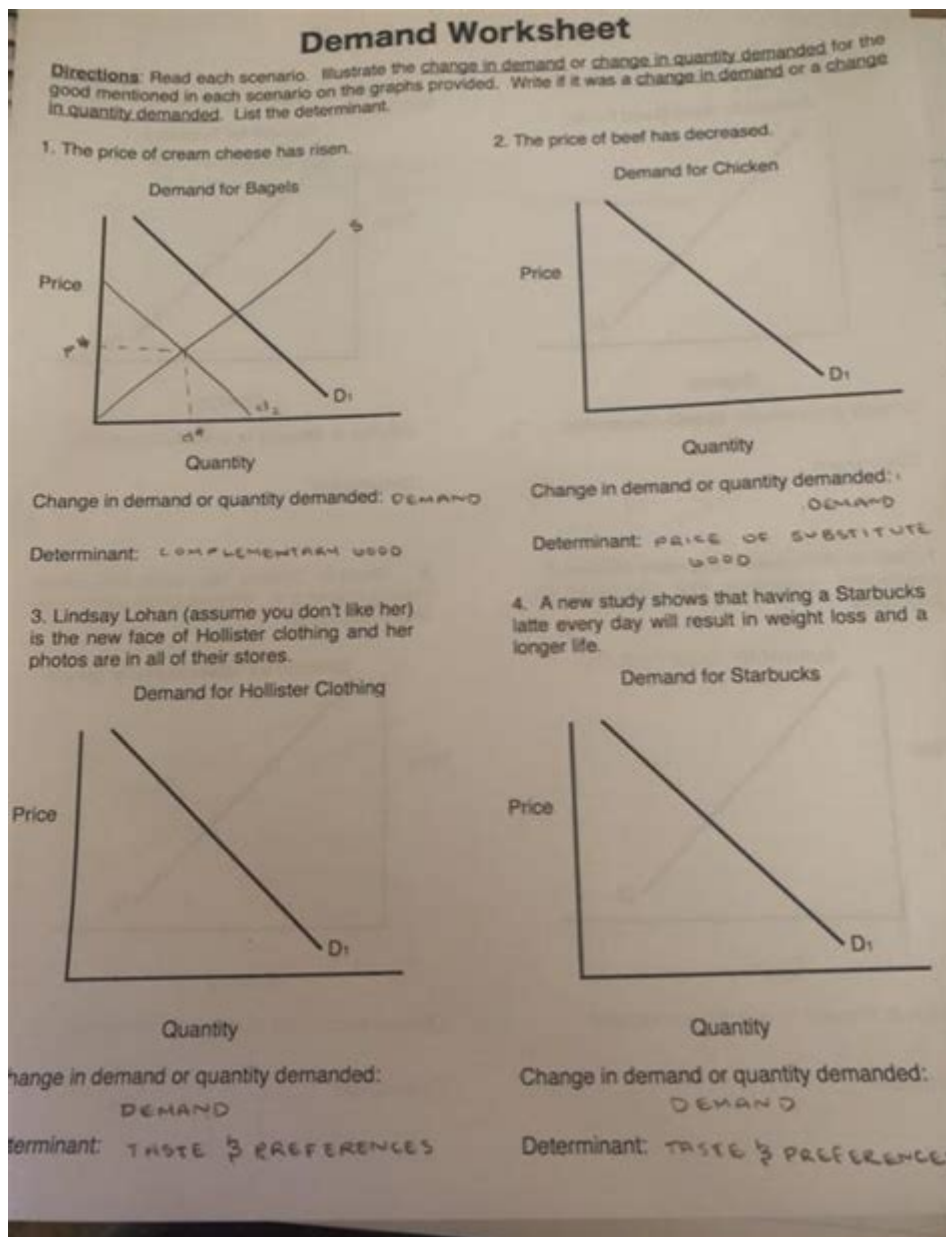 Demand Worksheet
Directions: Read each scenario. Illustrate the change in demand or change in quantity demanded for the
good mentioned in each scenario on the graphs provided. Write if it was a change in demand or a change
in quantity demanded. List the determinant.
1. The price of cream cheese has risen.
Demand for Bagels
S
Price
P*
D1
d2
q*
Quantity
Change in demand or quantity demanded: DEMAND
Determinant: COMPLEMENTARY GOOD
2. The price of beef has decreased.
Demand for Chicken
Price
D1
Quantity
Change in demand or quantity demanded:
DEMAND
Determinant: PRICE OF SUBSTITUTE
GOOD
3. Lindsay Lohan (assume you don't like her)
is the new face of Hollister clothing and her
photos are in all of their stores.
Demand for Hollister Clothing
Price
D1
Quantity
hange in demand or quantity demanded:
DEMAND
terminant: TASTE & PREFERENCES
4. A new study shows that having a Starbucks
latte every day will result in weight loss and a
longer life.
Demand for Starbucks
Price
D1
Quantity
Change in demand or quantity demanded:
DEMAND
Determinant: TASTE & PREFERENCE